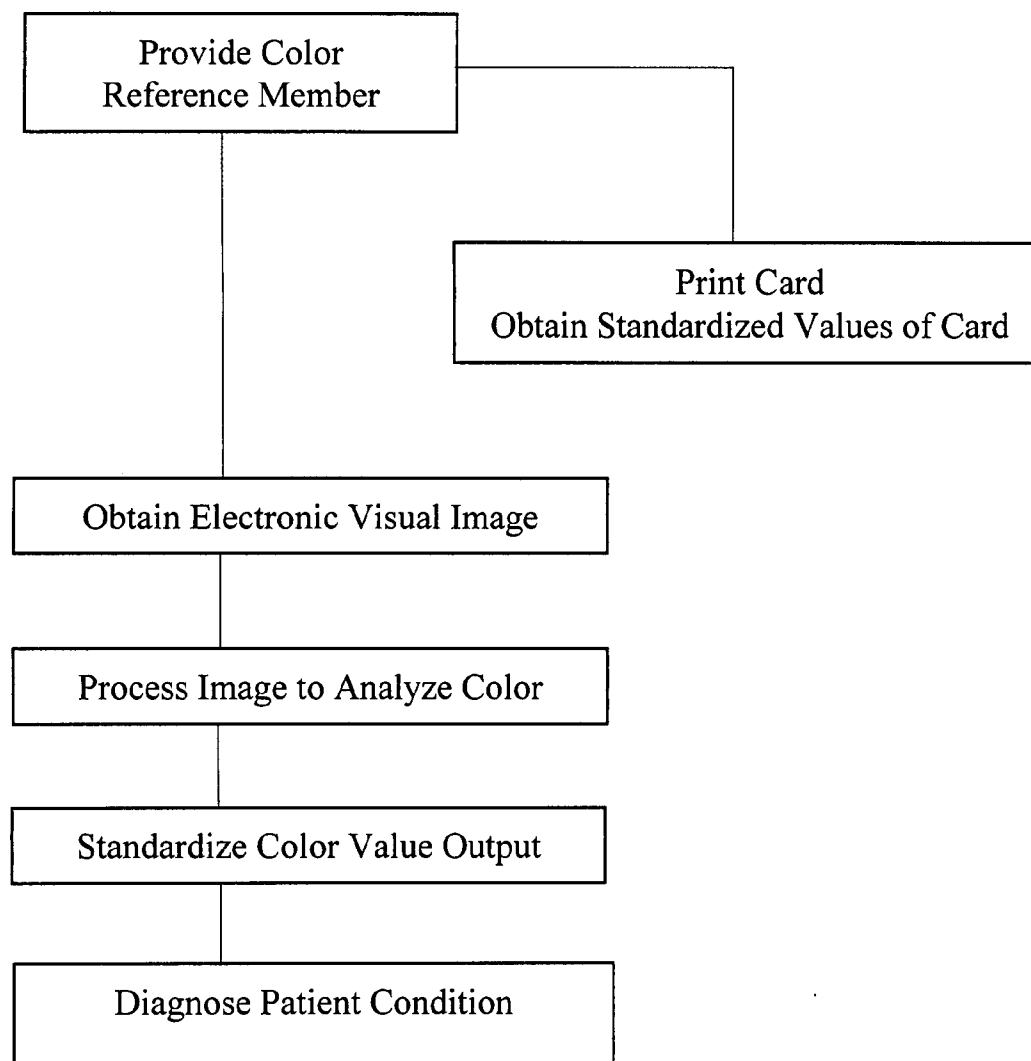 Provide Color
Reference Member
Print Card
Obtain Standardized Values of Card
Obtain Electronic Visual Image
Process Image to Analyze Color
Standardize Color Value Output
Diagnose Patient Condition